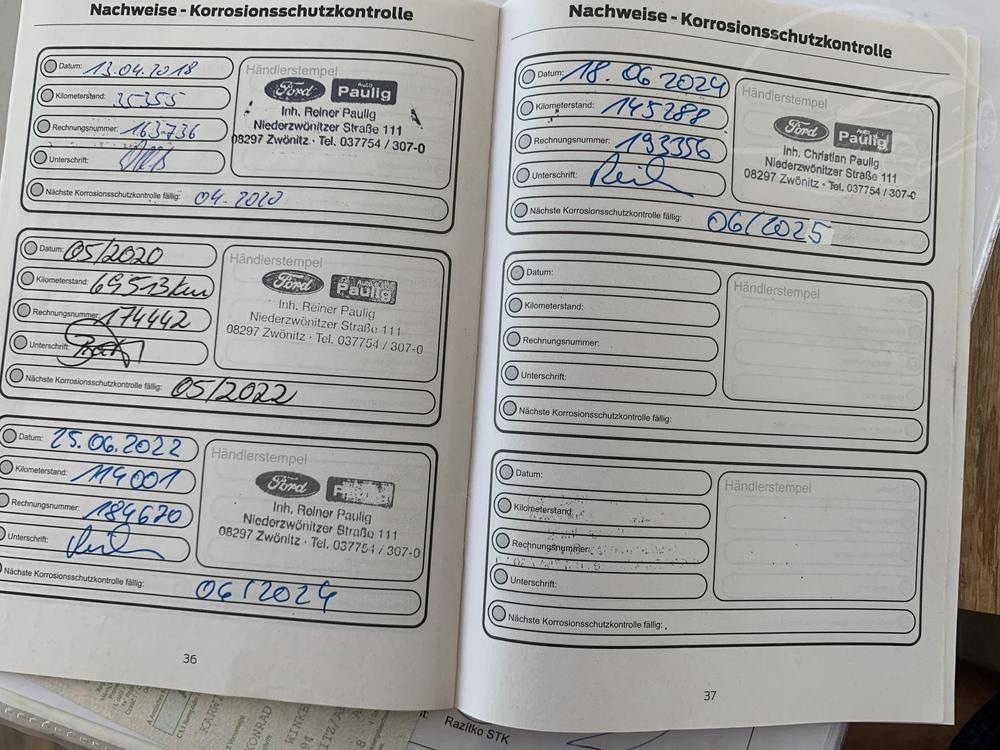 Nachweise - Korrosionsschutzkontrolle
Datum: 13.04.2018
Kilometerstand: 35255
Rechnungsnummer: 163736
Unterschrift:
Nächste Korrosionsschutzkontrolle fällig: 04.2020
Händlerstempel
Ford Auto Paulig
Inh. Reiner Paulig
Niederzwönitzer Straße 111
08297 Zwönitz · Tel. 037754 / 307-0
Datum: 05/2020
Kilometerstand: 69513km
Rechnungsnummer: 174442
Unterschrift:
Nächste Korrosionsschutzkontrolle fällig: 05/2022
Händlerstempel
Ford Auto Paulig
Inh. Reiner Paulig
Niederzwönitzer Straße 111
08297 Zwönitz · Tel. 037754 / 307-0
Datum: 25.06.2022
Kilometerstand: 114001
Rechnungsnummer: 184670
Unterschrift:
Nächste Korrosionsschutzkontrolle fällig: 06/2024
Händlerstempel
Ford
Inh. Reiner Paulig
Niederzwönitzer Straße 111
08297 Zwönitz · Tel. 037754 / 307-0
36
Nachweise - Korrosionsschutzkontrolle
Datum: 18.06.2024
Kilometerstand: 145288
Rechnungsnummer: 193356
Unterschrift:
Nächste Korrosionsschutzkontrolle fällig: 06/2025
Händlerstempel
Ford Auto Paulig
Inh. Christian Paulig
Niederzwönitzer Straße 111
08297 Zwönitz · Tel. 037754 / 307-0
Datum:
Kilometerstand:
Rechnungsnummer:
Unterschrift:
Nächste Korrosionsschutzkontrolle fällig:
Händlerstempel
Datum:
Kilometerstand:
Rechnungsnummer:
Unterschrift:
Nächste Korrosionsschutzkontrolle fällig:
Händlerstempel
37
Razitko STK